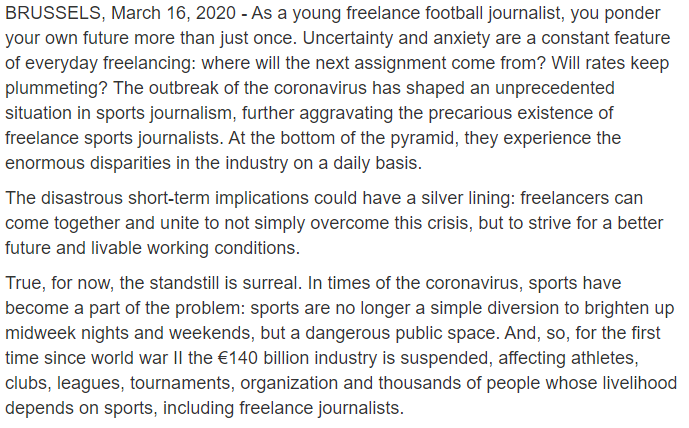 BRUSSELS, March 16, 2020 - As a young freelance football journalist, you ponder
your own future more than just once. Uncertainty and anxiety are a constant feature
of everyday freelancing: where will the next assignment come from? Will rates keep
plummeting? The outbreak of the coronavirus has shaped an unprecedented
situation in sports journalism, further aggravating the precarious existence of
freelance sports journalists. At the bottom of the pyramid, they experience the
enormous disparities in the industry on a daily basis.
The disastrous short-term implications could have a silver lining: freelancers can
come together and unite to not simply overcome this crisis, but to strive for a better
future and livable working conditions.
True, for now, the standstill is surreal. In times of the coronavirus, sports have
become a part of the problem: sports are no longer a simple diversion to brighten up
midweek nights and weekends, but a dangerous public space. And, so, for the first
time since world war II the €140 billion industry is suspended, affecting athletes,
clubs, leagues, tournaments, organization and thousands of people whose livelihood
depends on sports, including freelance journalists.